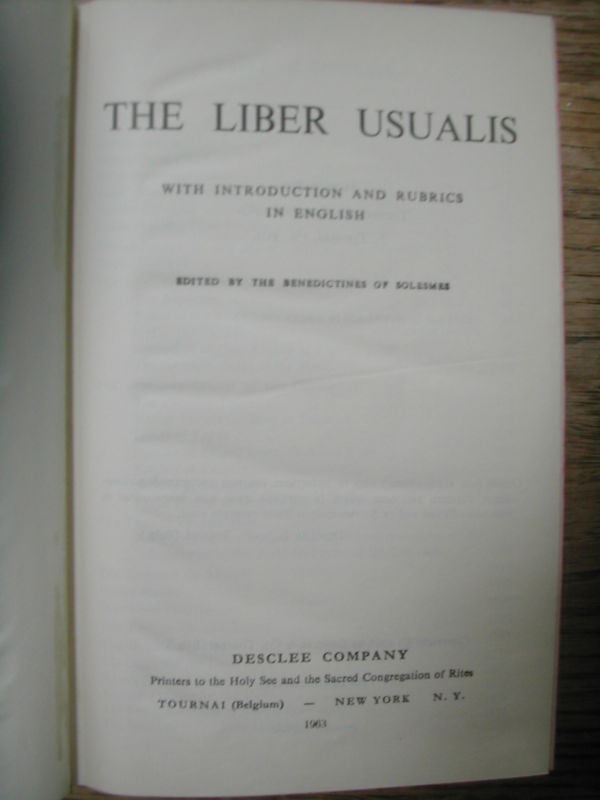 THE LIBER USUALIS
WITH INTRODUCTION AND RUBRICS
IN ENGLISH
EDITED BY THE BENEDICTINES OF SOLESMES
DESCLEE COMPANY
Printers to the Holy See and the Sacred Congregation of Rites
TOURNAI (Belgium) — NEW YORK N. Y.
1963